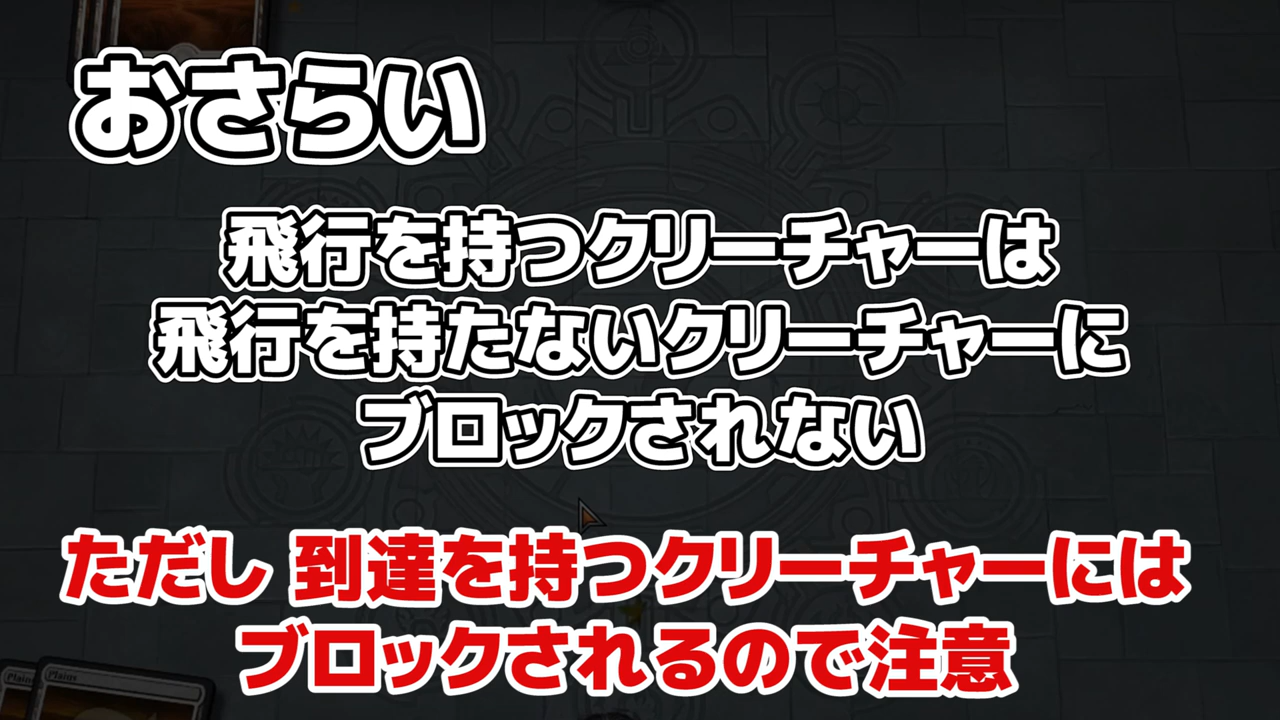 おさらい
飛行を持つクリーチャーは
飛行を持たないクリーチャーに
ブロックされない
ただし 到達を持つクリーチャーには
ブロックされるので注意
Plains
Plains